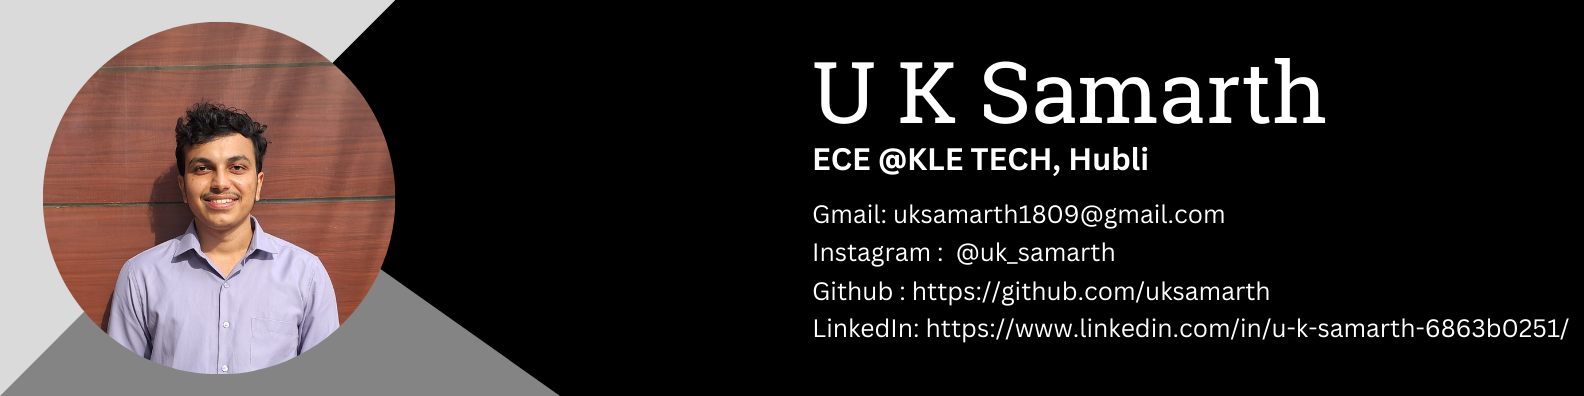 U K Samarth
ECE @KLE TECH, Hubli
Gmail: uksamarth1809@gmail.com
Instagram :  @uk_samarth
Github : https://github.com/uksamarth
LinkedIn: https://www.linkedin.com/in/u-k-samarth-6863b0251/